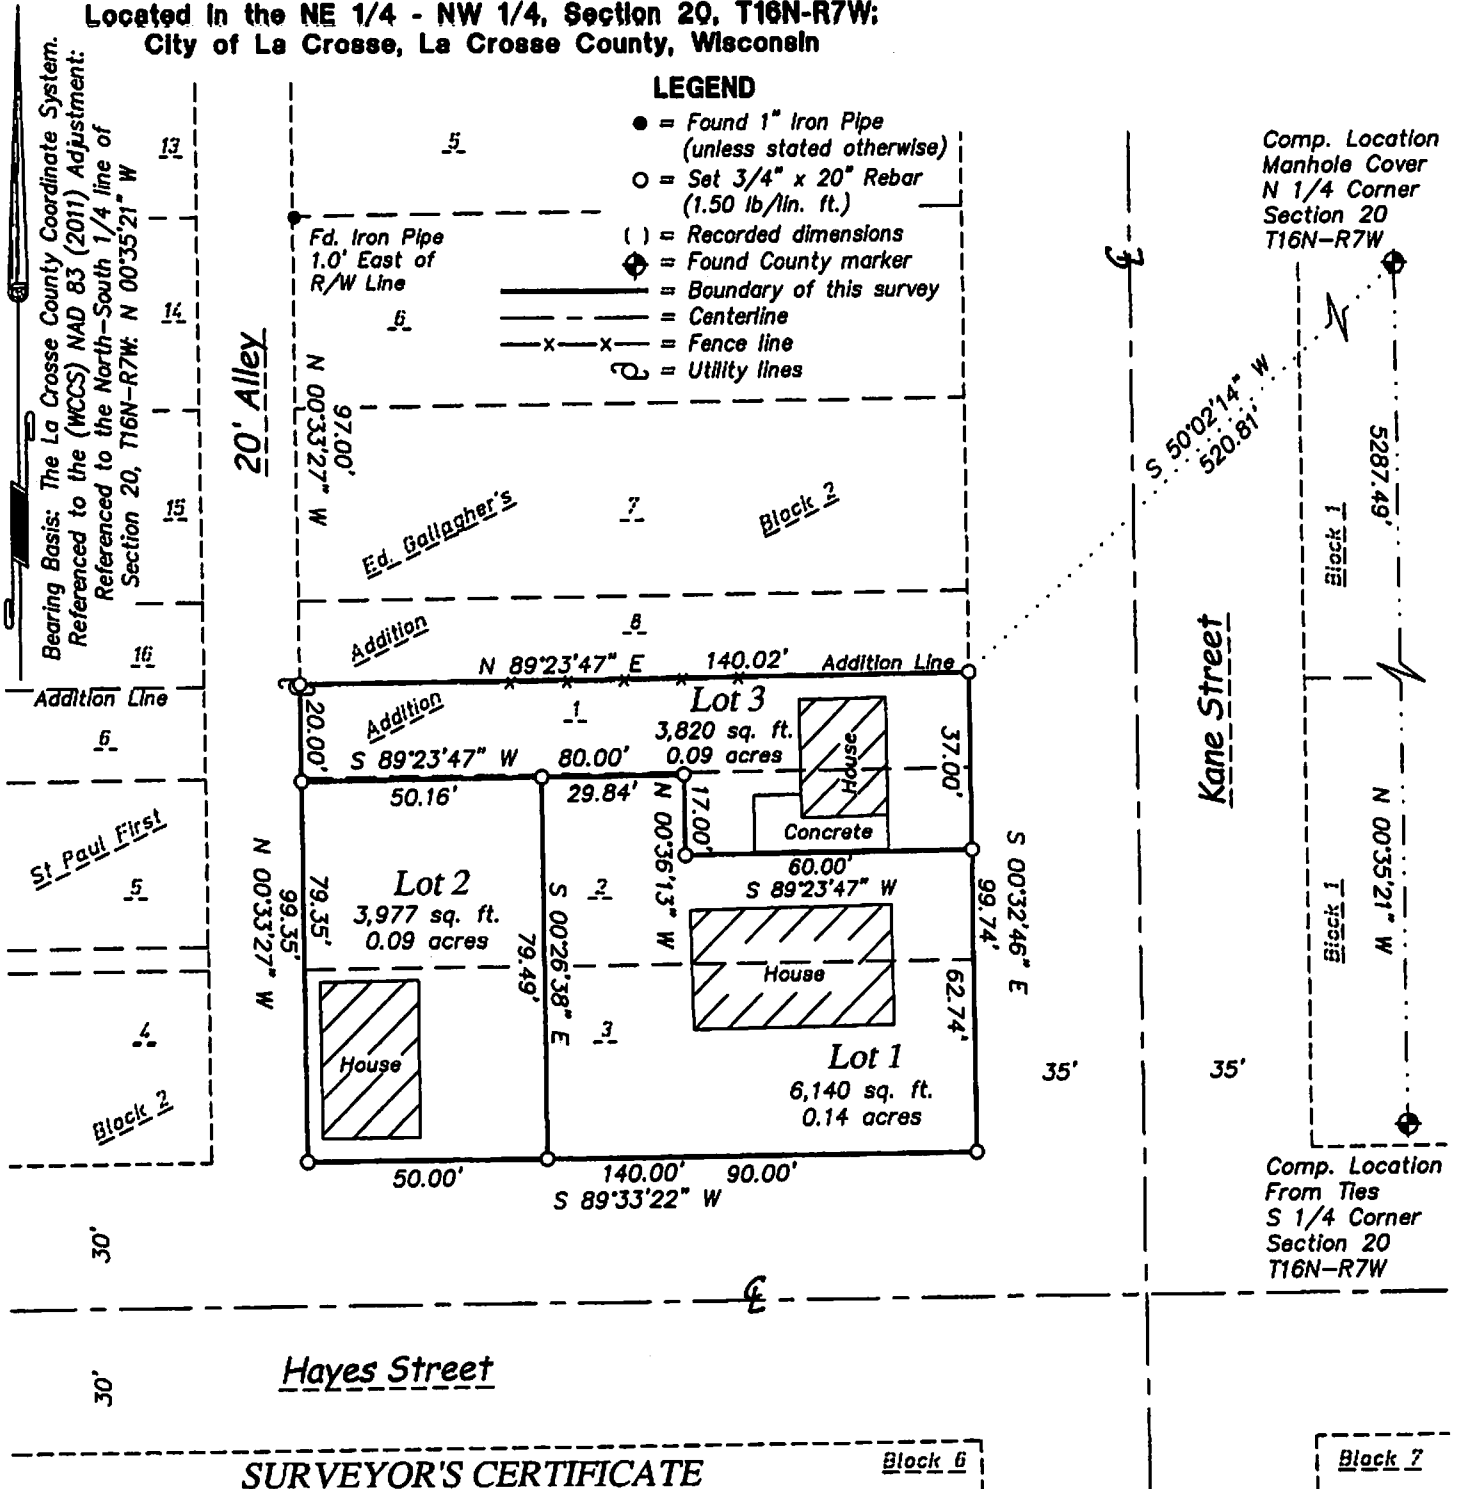 Located in the NE 1/4 - NW 1/4, Section 20, T16N-R7W;
City of La Crosse, La Crosse County, Wisconsin
Bearing Basis: The La Crosse County Coordinate System.
Referenced to the (WCCS) NAD 83 (2011) Adjustment:
Referenced to the North-South 1/4 line of
Section 20, T16N-R7W: N 00°35'21" W
LEGEND
● = Found 1" Iron Pipe
(unless stated otherwise)
O = Set 3/4" x 20" Rebar
(1.50 lb/lin. ft.)
( ) = Recorded dimensions
= Found County marker
= Boundary of this survey
= Centerline
x x = Fence line
= Utility lines
Comp. Location
Manhole Cover
N 1/4 Corner
Section 20
T16N-R7W
13
14
15
16
Addition Line
6
5
4
St Paul First
Block 2
20' Alley
5
Fd. Iron Pipe
1.0' East of
R/W Line
6
97.00'
N 00°33'27" W
7
Ed. Gallagher's
Block 2
8
Addition
N 89°23'47" E 140.02' Addition Line
S 50°02'14" W
520.81'
5287.49'
N 00°35'21" W
Block 1
Block 1
Kane Street
20.00'
Addition
1
Lot 3
3,820 sq. ft.
0.09 acres
House
37.00'
S 89°23'47" W 80.00'
50.16'
29.84'
N 00°36'13" W
17.00'
Concrete
60.00'
S 89°23'47" W
Lot 2
3,977 sq. ft.
0.09 acres
79.35'
99.35'
N 00°33'27" W
House
S 00°26'38" E
79.49'
2
3
House
99.74'
S 00°32'46" E
62.74'
Lot 1
6,140 sq. ft.
0.14 acres
35'
35'
50.00'
140.00' 90.00'
S 89°33'22" W
Comp. Location
From Ties
S 1/4 Corner
Section 20
T16N-R7W
30'
30'
Hayes Street
Block 6
Block 7
SURVEYOR'S CERTIFICATE